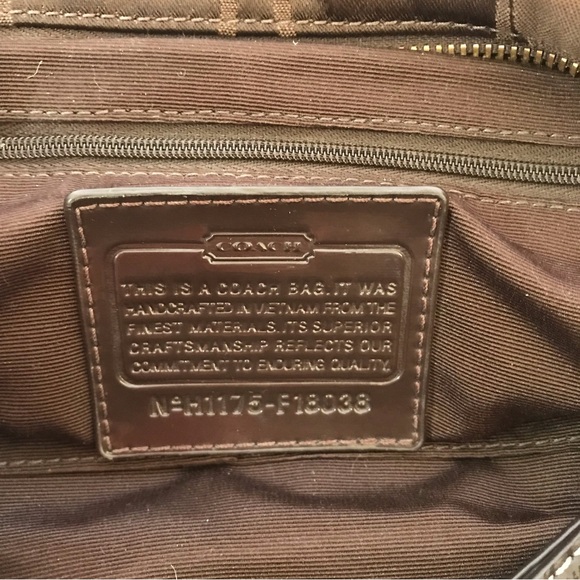 COACH
THIS IS A COACH BAG. IT WAS
HANDCRAFTED IN VIETNAM FROM THE
FINEST MATERIALS. ITS SUPERIOR
CRAFTSMANSHIP REFLECTS OUR
COMMITMENT TO ENDURING QUALITY.
Nº H1175-F18038